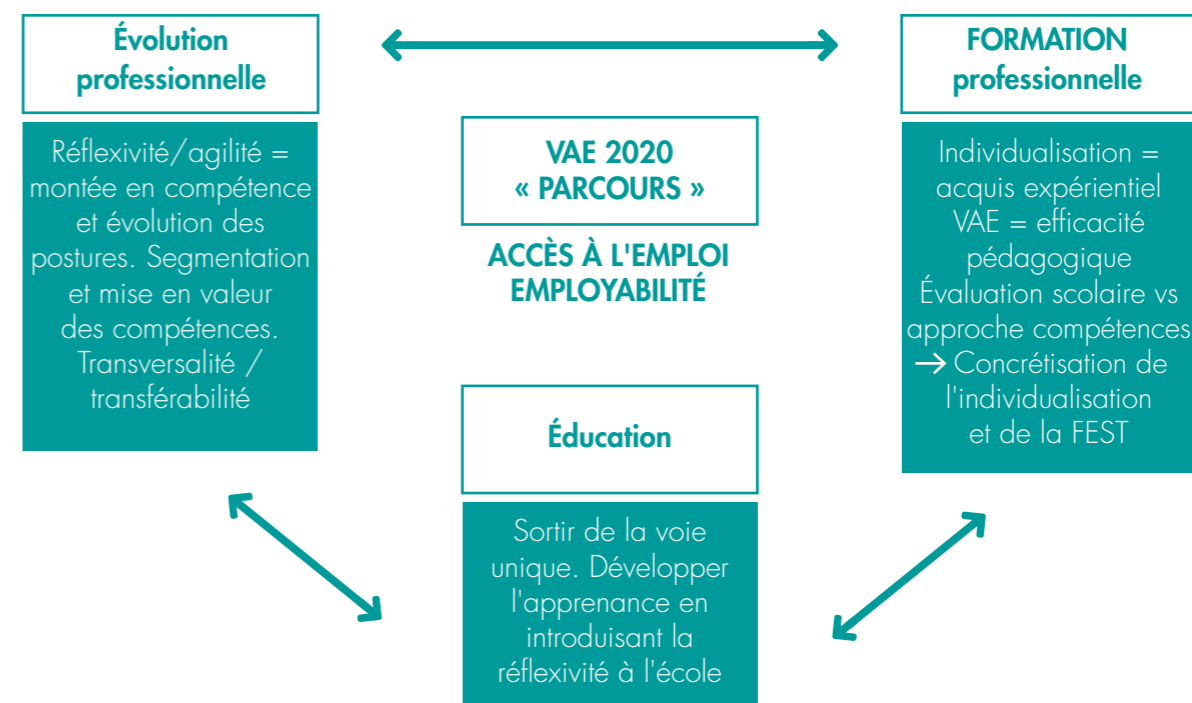 Évolution
professionnelle
Réflexivité/agilité =
montée en compétence
et évolution des
postures. Segmentation
et mise en valeur
des compétences.
Transversalité /
transférabilité
VAE 2020
« PARCOURS »
ACCÈS À L'EMPLOI
EMPLOYABILITÉ
FORMATION
professionnelle
Individualisation =
acquis expérientiel
VAE = efficacité
pédagogique
Évaluation scolaire vs
approche compétences
→ Concrétisation de
l'individualisation
et de la FEST
Éducation
Sortir de la voie
unique. Développer
l'apprenance en
introduisant la
réflexivité à l'école